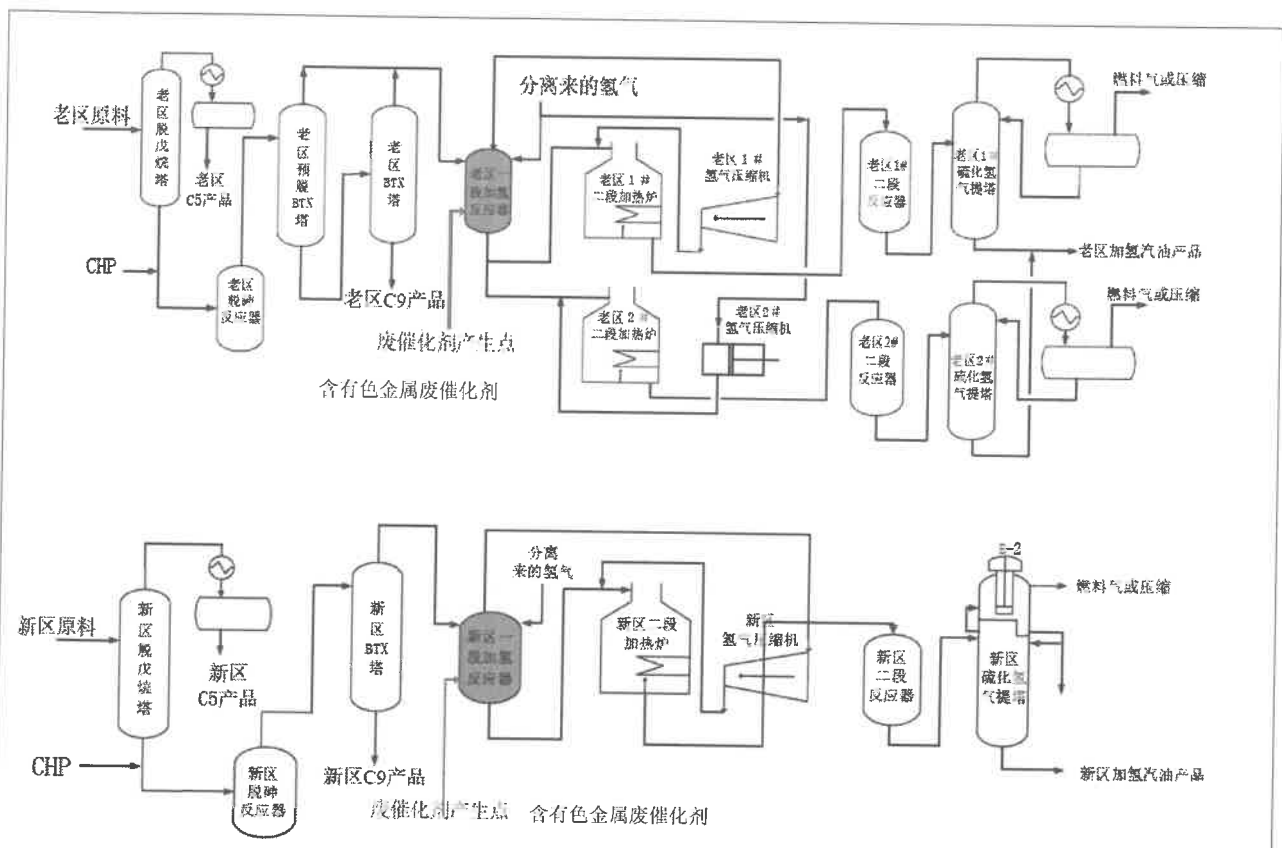 老区原料
老区脱戊烷塔
老区
C5产品
CHP
老区
脱砷
反应器
老区预脱BTX塔
老区BTX塔
老区C9产品
老区一
段加氢
反应器
分离来的氢气
废催化剂产生点
含有色金属废催化剂
老区1#
二段加热炉
老区1#
氢气压缩机
老区2#
二段加热炉
老区2#
氢气压缩机
老区1#
二段
反应器
老区1#
硫化氢
气提塔
燃料气或压缩
老区加氢汽油产品
老区2#
二段
反应器
老区2#
硫化氢
气提塔
燃料气或压缩
新区原料
新区脱戊烷塔
新区
C5产品
CHP
新区
脱砷
反应器
新区BTX塔
新区C9产品
新区一
段加氢
反应器
分离
来的氢气
废催化剂产生点
含有色金属废催化剂
新区二段
加热炉
新区
氢气压缩机
新区
二段
反应器
新区
硫化氢
气提塔
燃料气或压缩
新区加氢汽油产品